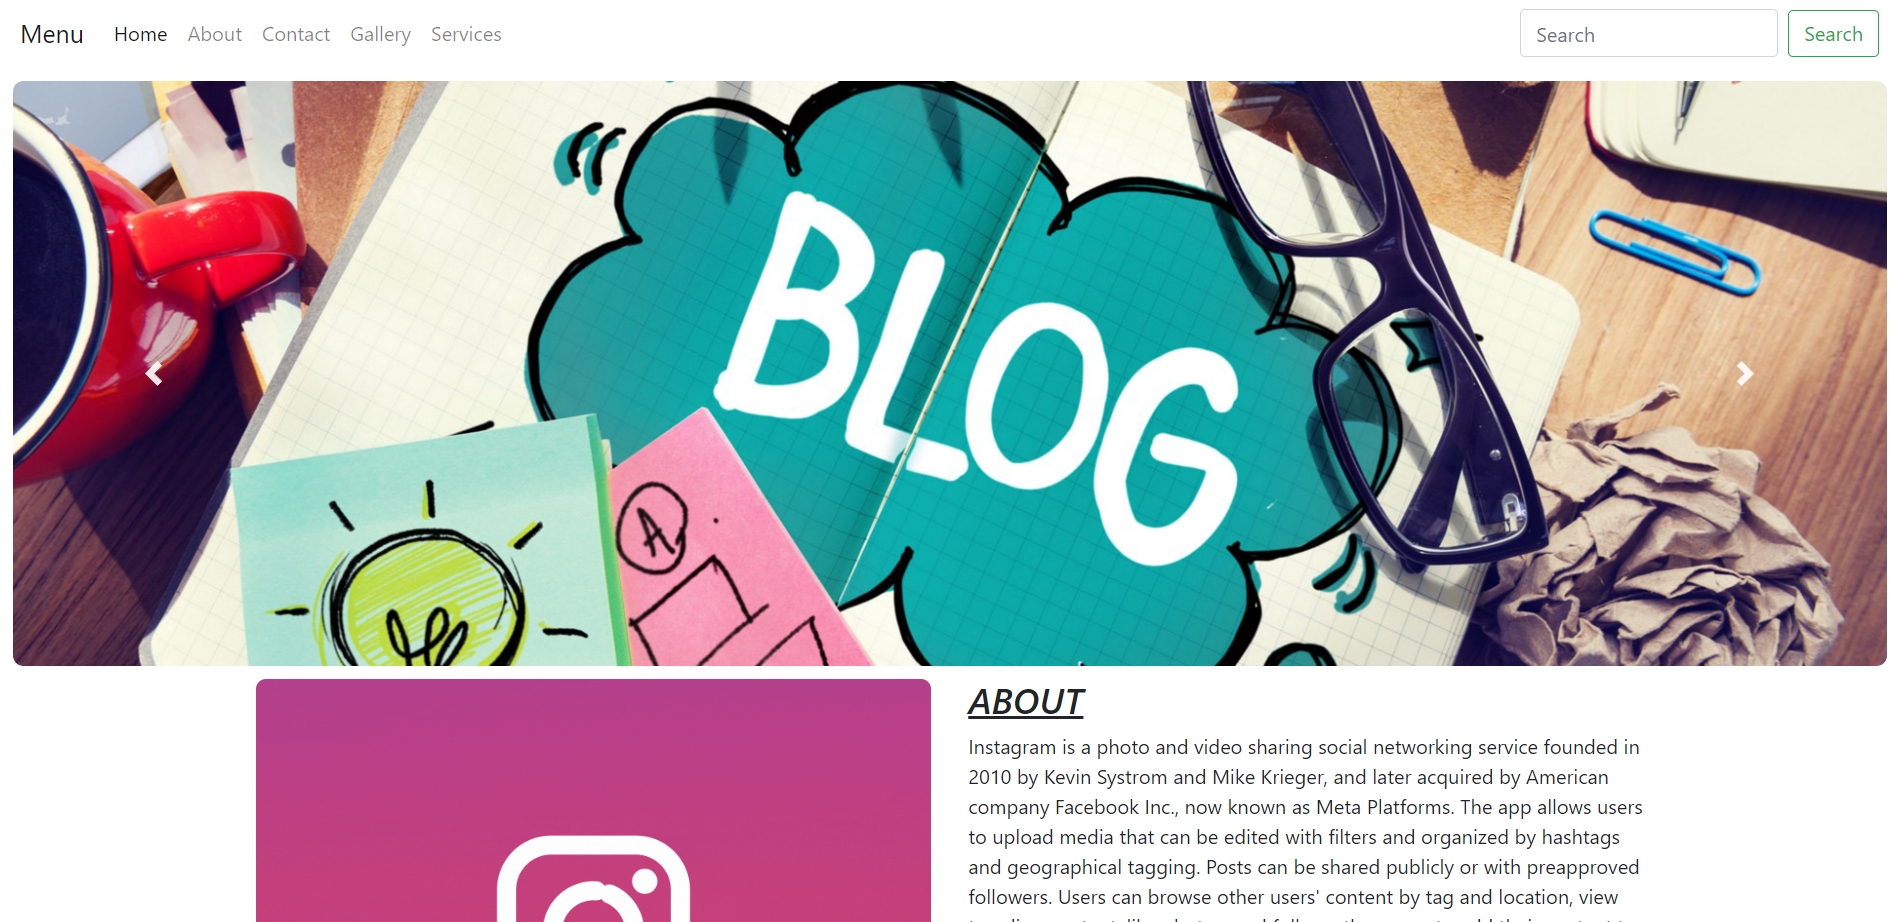 Menu Home About Contact Gallery Services Search Search
BLOG
A
ABOUT
Instagram is a photo and video sharing social networking service founded in
2010 by Kevin Systrom and Mike Krieger, and later acquired by American
company Facebook Inc., now known as Meta Platforms. The app allows users
to upload media that can be edited with filters and organized by hashtags
and geographical tagging. Posts can be shared publicly or with preapproved
followers. Users can browse other users' content by tag and location, view